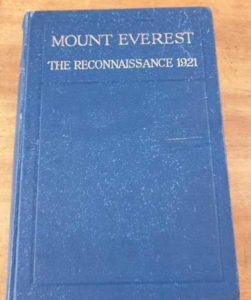 MOUNT EVEREST
THE RECONNAISSANCE 1921